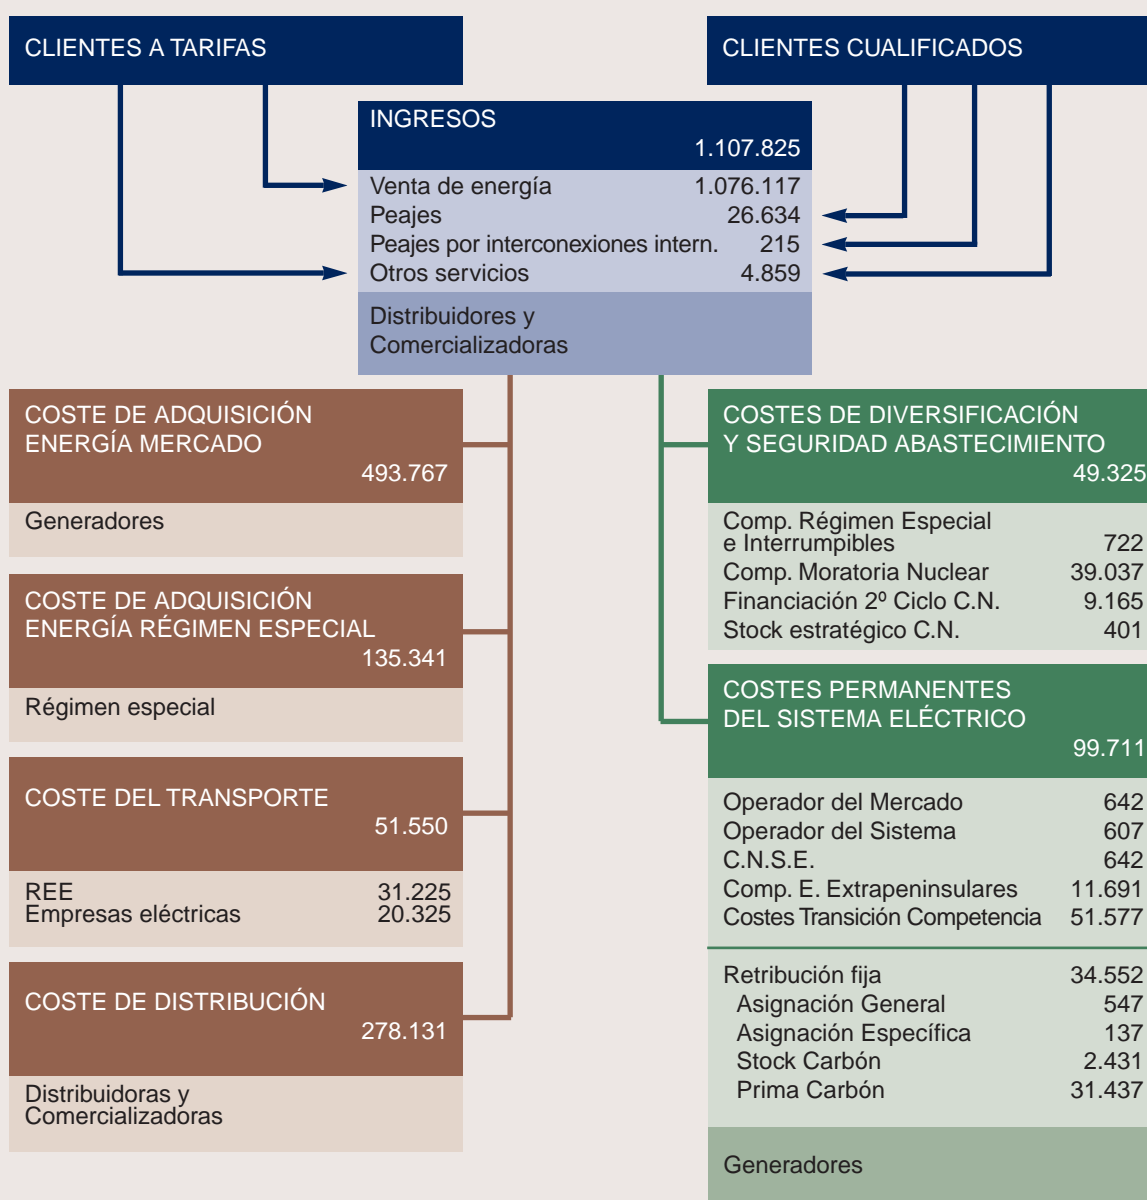 CLIENTES A TARIFAS
CLIENTES CUALIFICADOS
INGRESOS
1.107.825
Venta de energía 1.076.117
Peajes 26.634
Peajes por interconexiones intern. 215
Otros servicios 4.859
Distribuidores y
Comercializadoras
COSTE DE ADQUISICIÓN
ENERGÍA MERCADO
493.767
Generadores
COSTE DE ADQUISICIÓN
ENERGÍA RÉGIMEN ESPECIAL
135.341
Régimen especial
COSTE DEL TRANSPORTE
51.550
REE 31.225
Empresas eléctricas 20.325
COSTE DE DISTRIBUCIÓN
278.131
Distribuidoras y
Comercializadoras
COSTES DE DIVERSIFICACIÓN
Y SEGURIDAD ABASTECIMIENTO
49.325
Comp. Régimen Especial
e Interrumpibles 722
Comp. Moratoria Nuclear 39.037
Financiación 2º Ciclo C.N. 9.165
Stock estratégico C.N. 401
COSTES PERMANENTES
DEL SISTEMA ELÉCTRICO
99.711
Operador del Mercado 642
Operador del Sistema 607
C.N.S.E. 642
Comp. E. Extrapeninsulares 11.691
Costes Transición Competencia 51.577
Retribución fija 34.552
Asignación General 547
Asignación Específica 137
Stock Carbón 2.431
Prima Carbón 31.437
Generadores